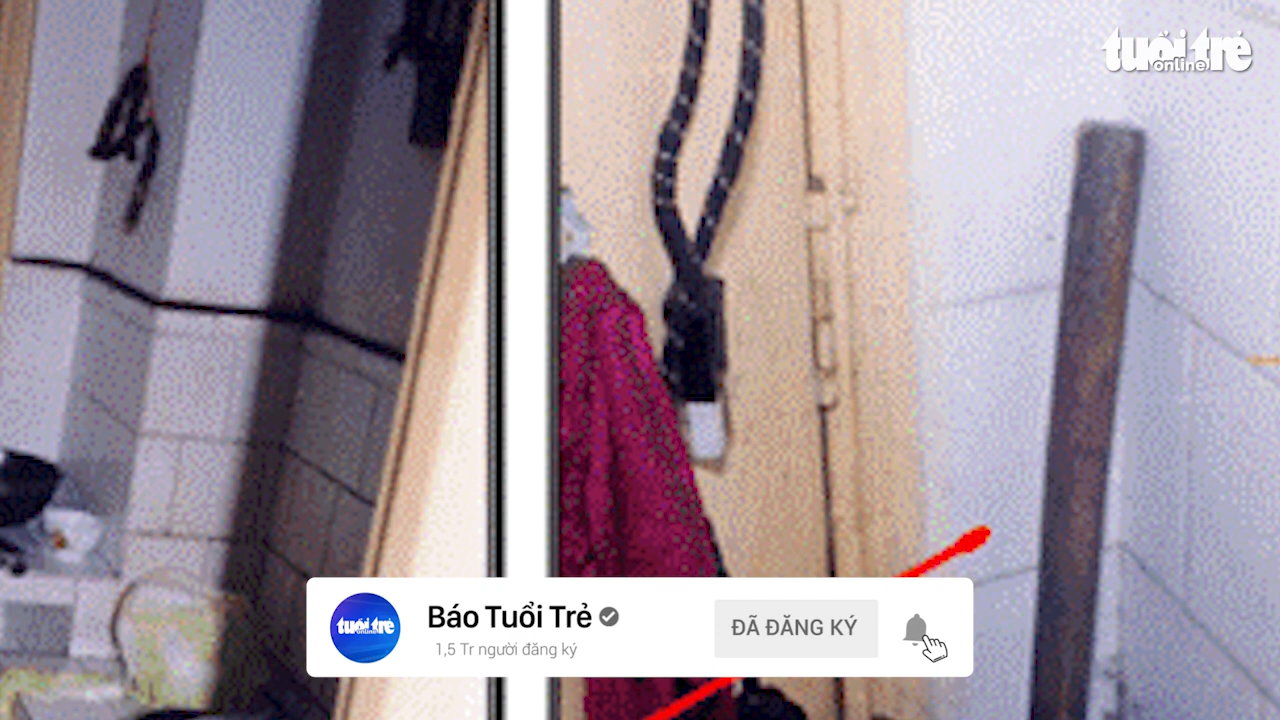 tuổi trẻ
online
tuổi trẻ
online
Báo Tuổi Trẻ
1,5 Tr người đăng ký
ĐÃ ĐĂNG KÝ